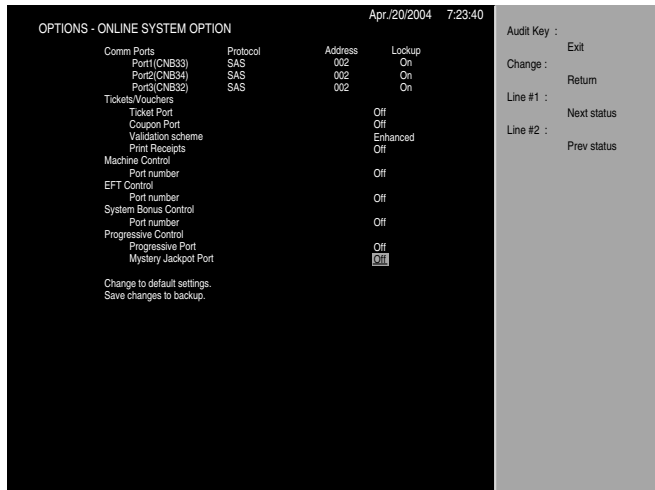 Apr./20/2004 7:23:40
OPTIONS - ONLINE SYSTEM OPTION
Comm Ports Protocol Address Lockup
Port1(CNB33) SAS 002 On
Port2(CNB34) SAS 002 On
Port3(CNB32) SAS 002 On
Tickets/Vouchers
Ticket Port Off
Coupon Port Off
Validation scheme Enhanced
Print Receipts Off
Machine Control
Port number Off
EFT Control
Port number Off
System Bonus Control
Port number Off
Progressive Control
Progressive Port Off
Mystery Jackpot Port Off
Change to default settings.
Save changes to backup.
Audit Key :
Exit
Change :
Return
Line #1 :
Next status
Line #2 :
Prev status